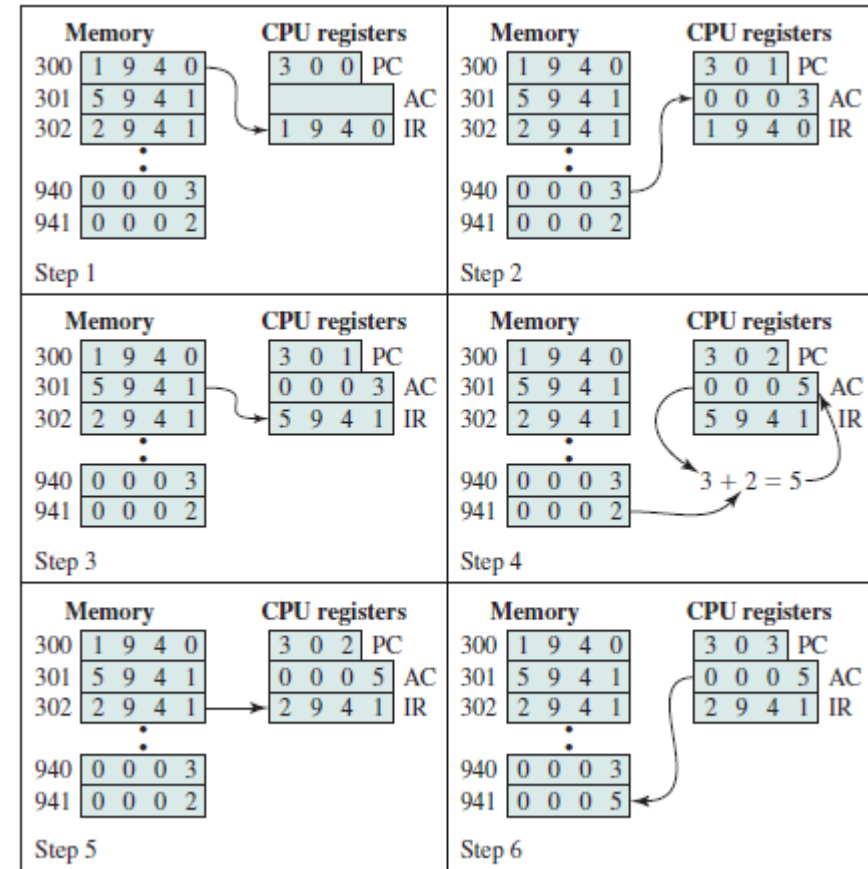 Memory CPU registers
300 1 9 4 0 3 0 0 PC
301 5 9 4 1 AC
302 2 9 4 1 1 9 4 0 IR
940 0 0 0 3
941 0 0 0 2
Step 1
Memory CPU registers
300 1 9 4 0 3 0 1 PC
301 5 9 4 1 0 0 0 3 AC
302 2 9 4 1 1 9 4 0 IR
940 0 0 0 3
941 0 0 0 2
Step 2
Memory CPU registers
300 1 9 4 0 3 0 1 PC
301 5 9 4 1 0 0 0 3 AC
302 2 9 4 1 5 9 4 1 IR
940 0 0 0 3
941 0 0 0 2
Step 3
Memory CPU registers
300 1 9 4 0 3 0 2 PC
301 5 9 4 1 0 0 0 5 AC
302 2 9 4 1 5 9 4 1 IR
940 0 0 0 3 3 + 2 = 5
941 0 0 0 2
Step 4
Memory CPU registers
300 1 9 4 0 3 0 2 PC
301 5 9 4 1 0 0 0 5 AC
302 2 9 4 1 2 9 4 1 IR
940 0 0 0 3
941 0 0 0 2
Step 5
Memory CPU registers
300 1 9 4 0 3 0 3 PC
301 5 9 4 1 0 0 0 5 AC
302 2 9 4 1 2 9 4 1 IR
940 0 0 0 3
941 0 0 0 5
Step 6